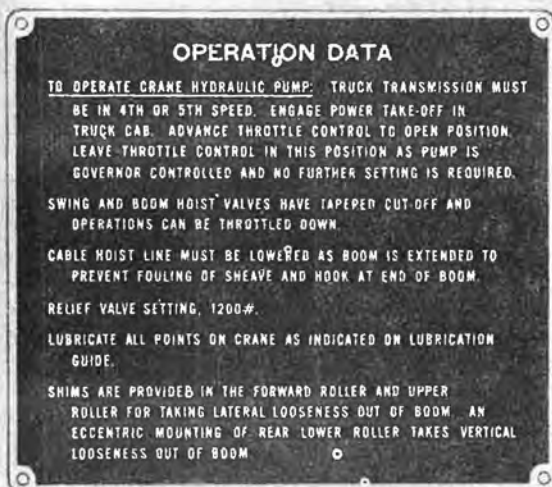 OPERATION DATA
TO OPERATE CRANE HYDRAULIC PUMP: TRUCK TRANSMISSION MUST
BE IN 4TH OR 5TH SPEED. ENGAGE POWER TAKE-OFF IN
TRUCK CAB. ADVANCE THROTTLE CONTROL TO OPEN POSITION.
LEAVE THROTTLE CONTROL IN THIS POSITION AS PUMP IS
GOVERNOR CONTROLLED AND NO FURTHER SETTING IS REQUIRED.
SWING AND BOOM HOIST VALVES HAVE TAPERED CUT-OFF AND
OPERATIONS CAN BE THROTTLED DOWN.
CABLE HOIST LINE MUST BE LOWERED AS BOOM IS EXTENDED TO
PREVENT FOULING OF SHEAVE AND HOOK AT END OF BOOM.
RELIEF VALVE SETTING, 1200#.
LUBRICATE ALL POINTS ON CRANE AS INDICATED ON LUBRICATION
GUIDE.
SHIMS ARE PROVIDED IN THE FORWARD ROLLER AND UPPER
ROLLER FOR TAKING LATERAL LOOSENESS OUT OF BOOM. AN
ECCENTRIC MOUNTING OF REAR LOWER ROLLER TAKES VERTICAL
LOOSENESS OUT OF BOOM.